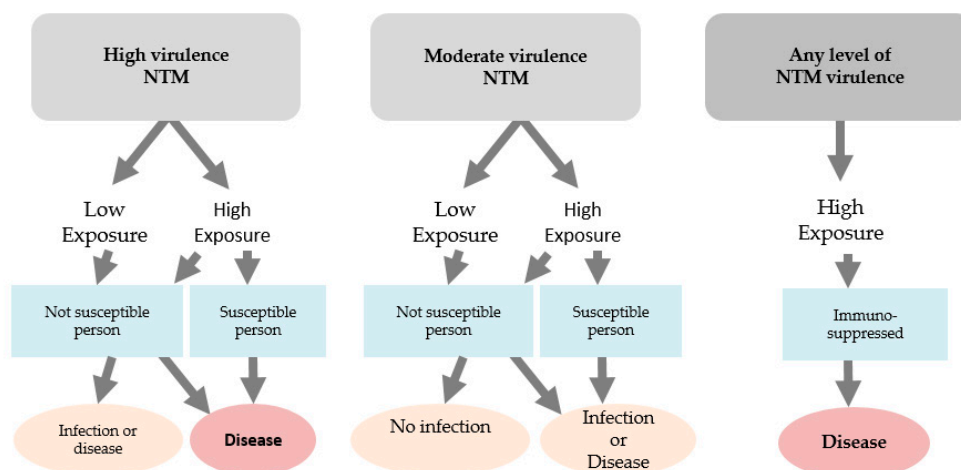 High virulence
NTM
Low
Exposure
High
Exposure
Not susceptible
person
Susceptible
person
Infection or
disease
Disease
Moderate virulence
NTM
Low
Exposure
High
Exposure
Not susceptible
person
Susceptible
person
No infection
Infection
or
Disease
Any level of
NTM virulence
High
Exposure
Immuno-
suppressed
Disease